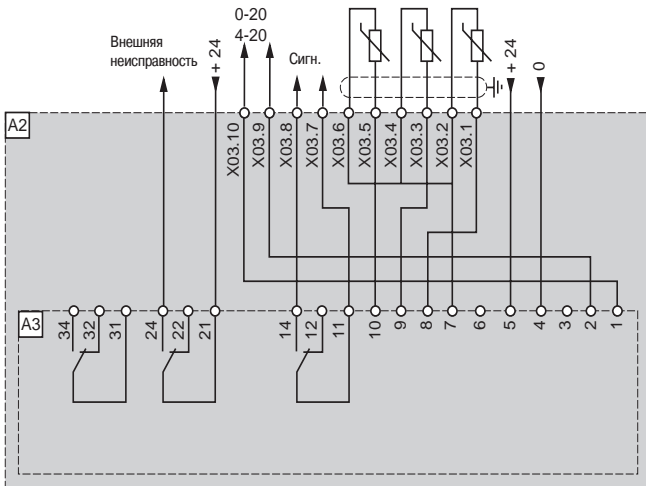 0-20
4-20
Внешняя
неисправность
+ 24
Сигн.
+ 24
0
A2
X03.10
X03.9
X03.8
X03.7
X03.6
X03.5
X03.4
X03.3
X03.2
X03.1
A3
34
32
31
24
22
21
14
12
11
10
9
8
7
6
5
4
3
2
1